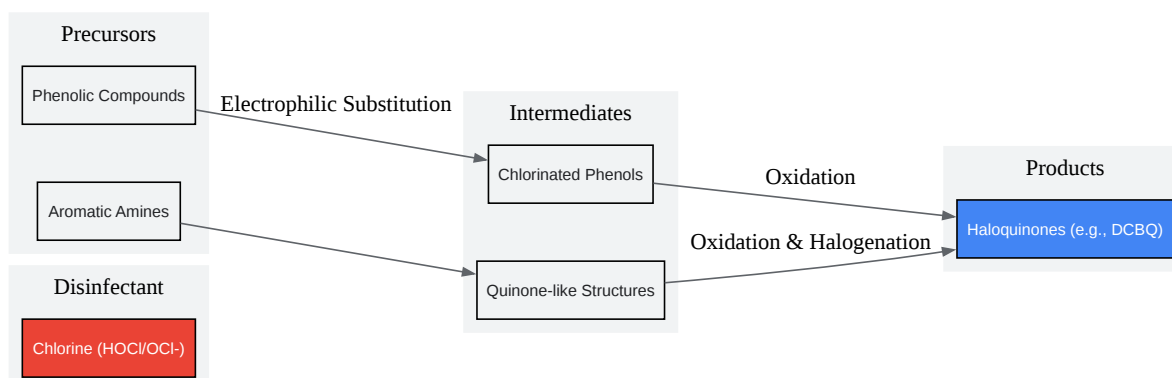 Precursors
Phenolic Compounds
Aromatic Amines
Disinfectant
Chlorine (HOCl/OCl-)
Electrophilic Substitution
Intermediates
Chlorinated Phenols
Quinone-like Structures
Oxidation
Oxidation & Halogenation
Products
Haloquinones (e.g., DCBQ)